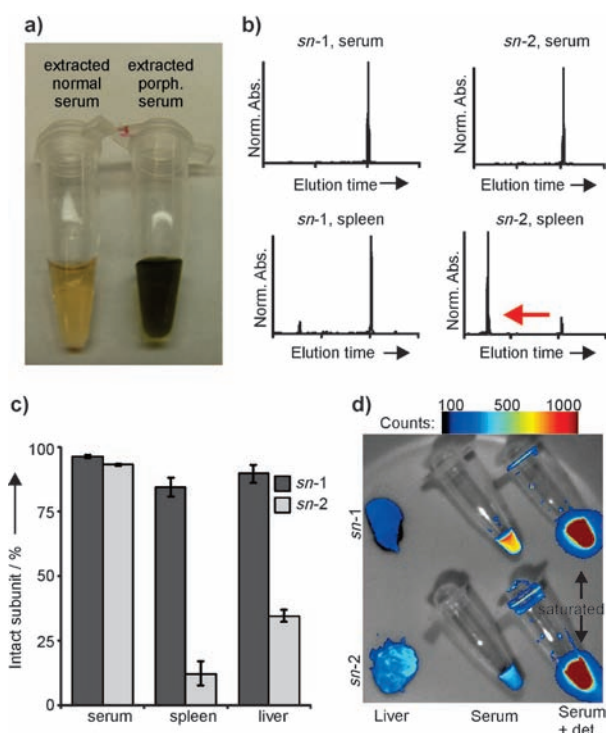 a)
extracted normal serum
extracted porph. serum
b)
sn-1, serum
Norm. Abs.
Elution time
sn-2, serum
Norm. Abs.
Elution time
sn-1, spleen
Norm. Abs.
Elution time
sn-2, spleen
Norm. Abs.
Elution time
c)
Intact subunit / %
100
75
50
25
0
sn-1
sn-2
serum
spleen
liver
d)
Counts:
100
500
1000
sn-1
sn-2
saturated
Liver
Serum
Serum
+ det.